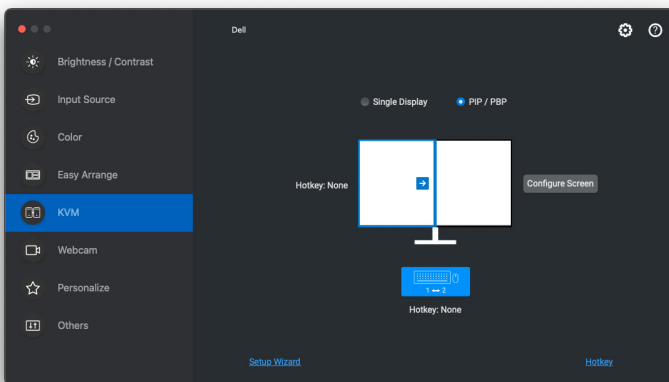 Dell
Brightness / Contrast
Input Source
Color
Easy Arrange
KVM
Webcam
Personalize
Others
Single Display
PIP / PBP
Hotkey: None
Configure Screen
1 ↔ 2
Hotkey: None
Setup Wizard
Hotkey